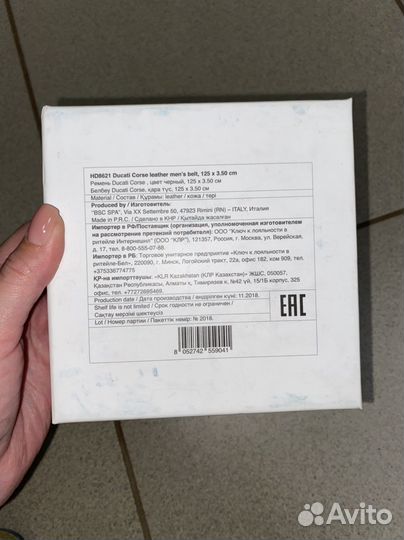 HD8621 Ducati Corse leather men's belt, 125 x 3.50 cm
Ремень Ducati Corse , цвет черный, 125 x 3.50 см
Белбеу Ducati Corse, қара түс, 125 x 3.50 см
Material / Состав / Құрамы: leather / кожа / тері
Produced by / Изготовитель:
"BSC SPA", Via XX Settembre 50, 47923 Rimini (RN) – ITALY, Италия
Made in P.R.C / Сделано в КНР / Қытайда жасалған
Импортер в РФ/Поставщик (организация, уполномоченная изготовителем
на рассмотрения претензий потребителя): ООО "Ключ к лояльности в
ритейле Интернешнл" (ООО "КЛР"), 121357, Россия, г. Москва, ул. Верейская,
д. 17, тел. 8-800-555-07-88.
Импортер в РБ: Торговое унитарное предприятие «Ключ к лояльности в
ритейле-Бел», 220090, г. Минск, Логойский тракт, 22а, офис 182, ком 909, тел.
+375336774775
ҚР-на импорттеушы: «KLR Kazakhstan (КЛР Казахстан)» ЖШС, 050057,
Қазақстан Республикасы, Алматы қ, Тимирязев к, №42 үй, 15/1Б корпус, 325
офис, тел. +77272695469.
Production date / Дата производства / өндірілген күні: 11.2018.
Shelf life is not limited / Срок годности на ограничен /
Сақтау мерзімі шектеусіз
Lot / Номер партии / Пакеттік нөмір: № 2018.
EAC
8 052742 559041
Avito